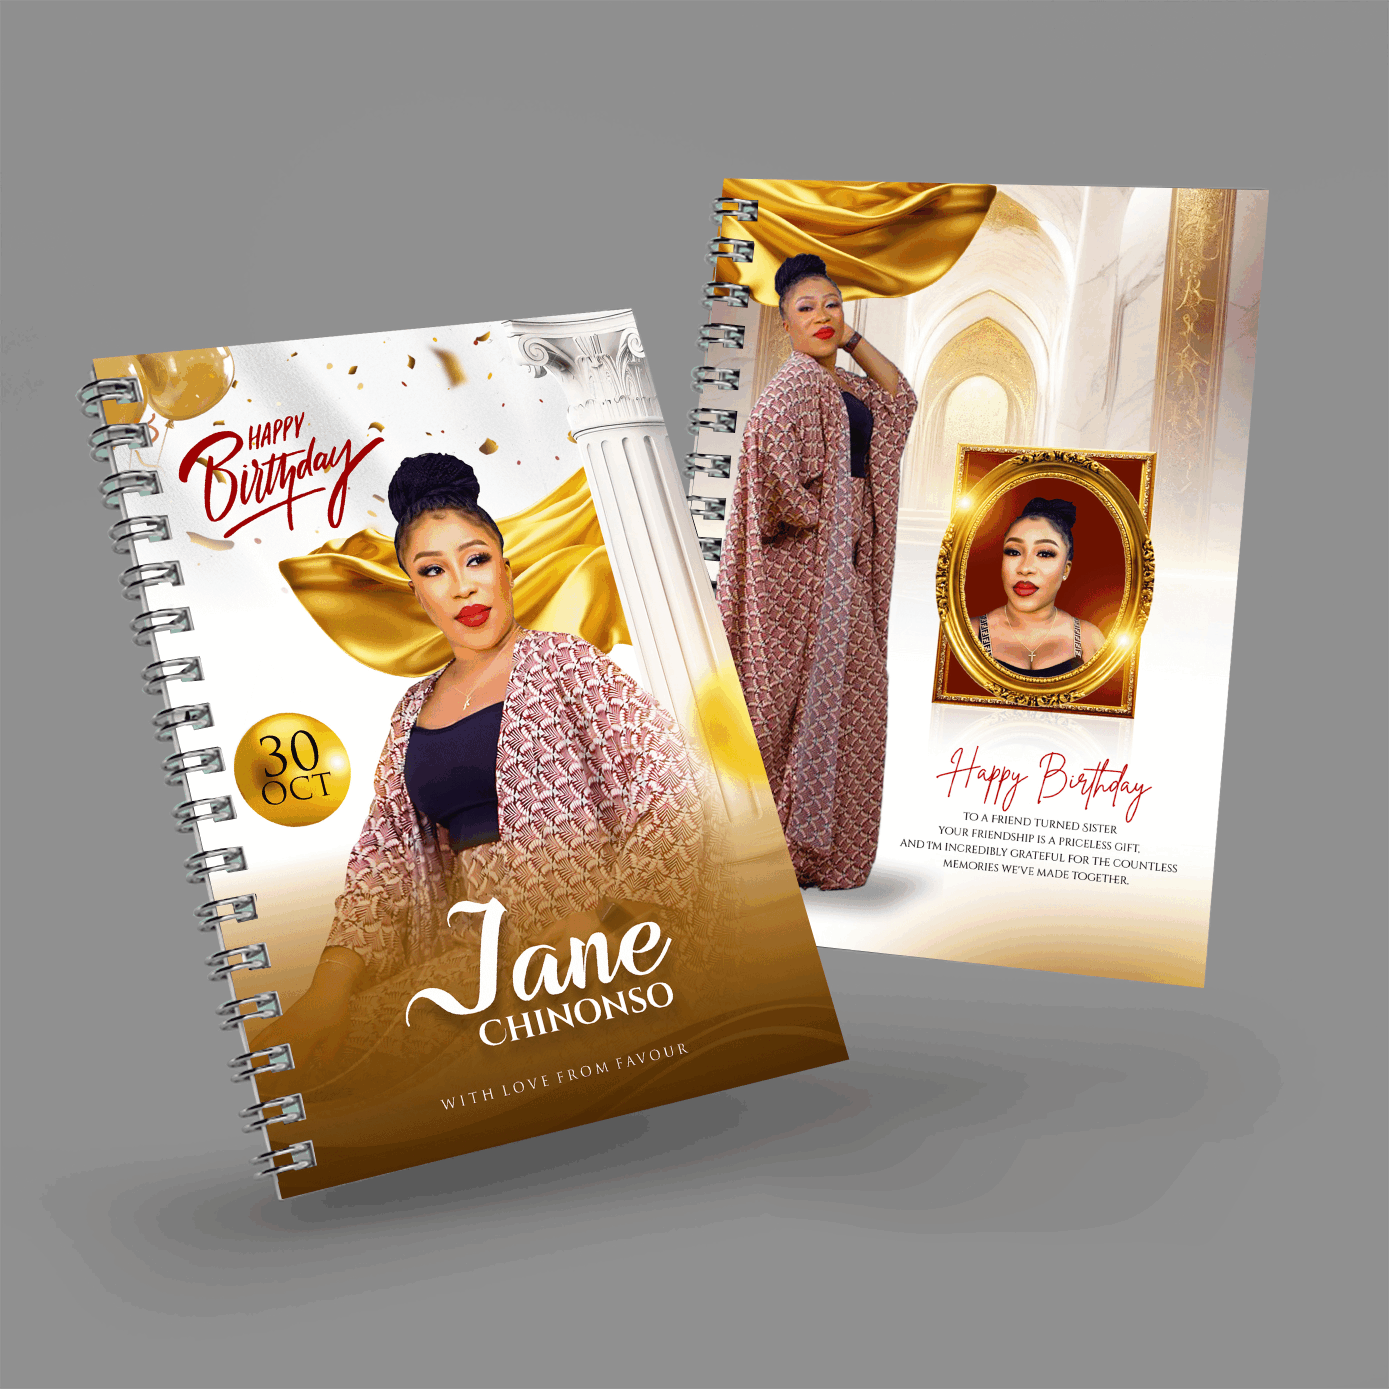 HAPPY
Birthday
30
OCT
Jane
CHINONSO
WITH LOVE FROM FAVOUR
Happy Birthday
TO A FRIEND TURNED SISTER
YOUR FRIENDSHIP IS A PRICELESS GIFT,
AND I'M INCREDIBLY GRATEFUL FOR THE COUNTLESS
MEMORIES WE'VE MADE TOGETHER.